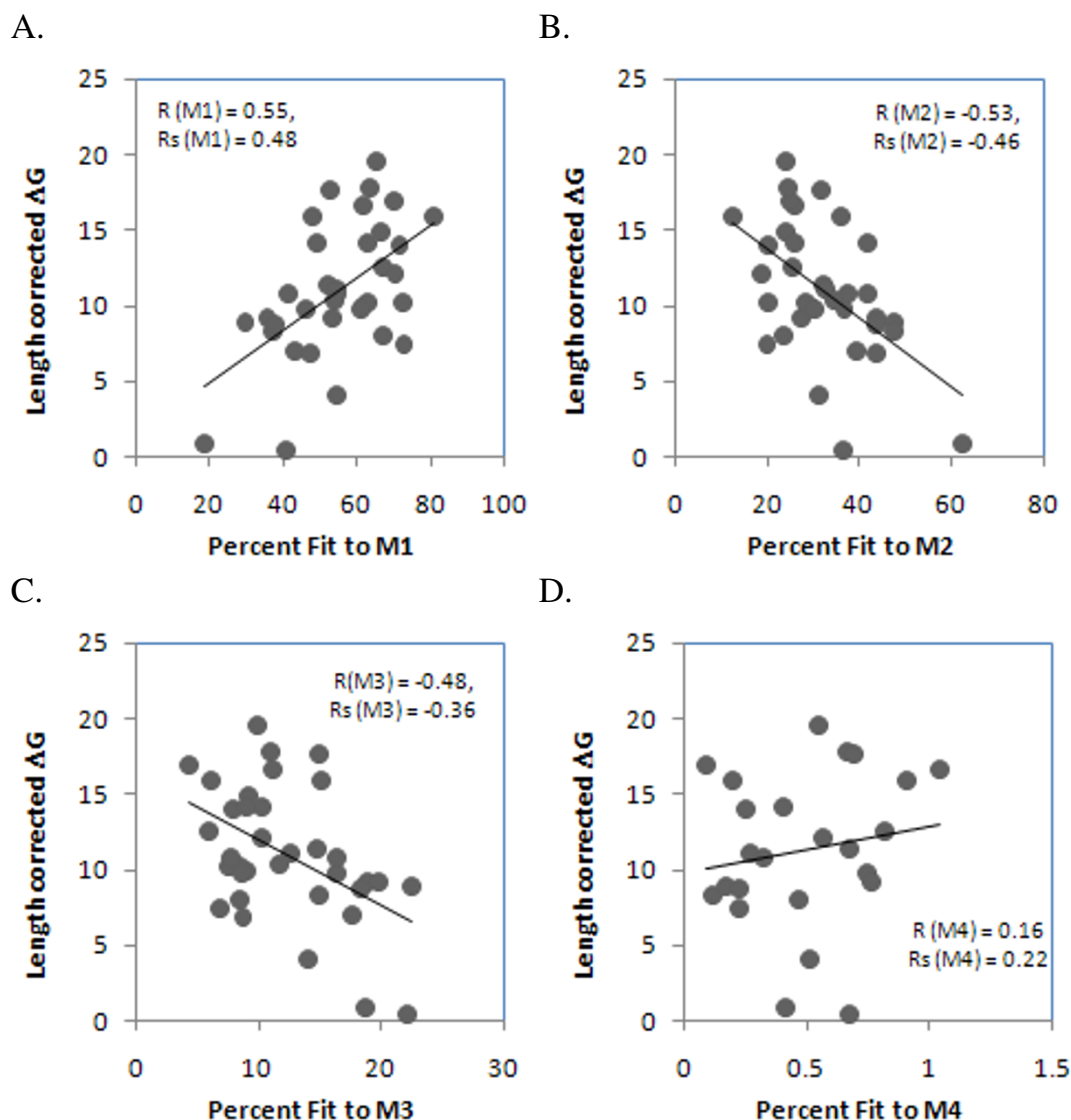 A.
B.
25
20
15
10
5
0
R (M1) = 0.55,
Rs (M1) = 0.48
Length corrected ΔG
0 20 40 60 80 100
Percent Fit to M1
25
20
15
10
5
0
R (M2) = -0.53,
Rs (M2) = -0.46
Length corrected ΔG
0 20 40 60 80
Percent Fit to M2
C.
D.
25
20
15
10
5
0
R(M3) = -0.48,
Rs (M3) = -0.36
Length corrected ΔG
0 10 20 30
Percent Fit to M3
25
20
15
10
5
0
R (M4) = 0.16
Rs (M4) = 0.22
Length corrected ΔG
0 0.5 1 1.5
Percent Fit to M4